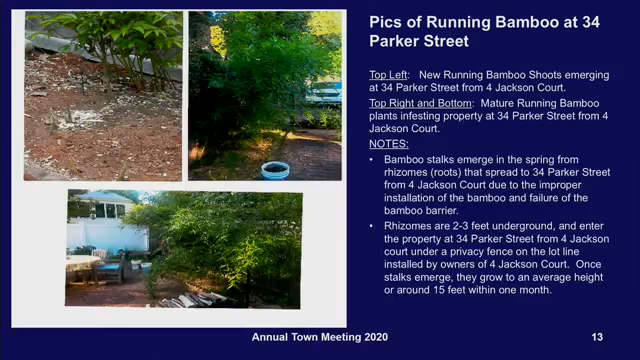 Pics of Running Bamboo at 34
Parker Street
Top Left: New Running Bamboo Shoots emerging
at 34 Parker Street from 4 Jackson Court.
Top Right and Bottom: Mature Running Bamboo
plants infesting property at 34 Parker Street from 4
Jackson Court.
NOTES:
• Bamboo stalks emerge in the spring from
rhizomes (roots) that spread to 34 Parker Street
from 4 Jackson Court due to the improper
installation of the bamboo and failure of the
bamboo barrier.
• Rhizomes are 2-3 feet underground, and enter
the property at 34 Parker Street from 4 Jackson
court under a privacy fence on the lot line
installed by owners of 4 Jackson Court. Once
stalks emerge, they grow to an average height
or around 15 feet within one month.
Annual Town Meeting 2020
13